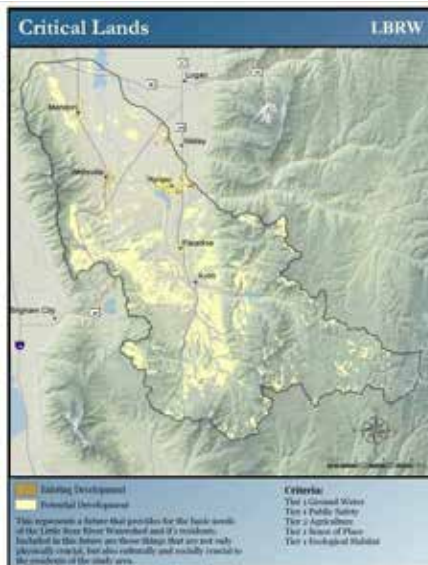 Critical Lands LBRW
Logan
Mendon
Wellsville
Hyrum
Paradise
Avon
Brigham City
Existing Development
Potential Development
This represents a future that provides for the basic needs
of the Little Bear River Watershed and it's residents.
Included in this future are those things that are not only
physically crucial, but also culturally and socially crucial to
the residents of the study area.
Criteria:
Tier 1 Ground Water
Tier 1 Public Safety
Tier 2 Agriculture
Tier 2 Sense of Place
Tier 1 Ecological Habitat